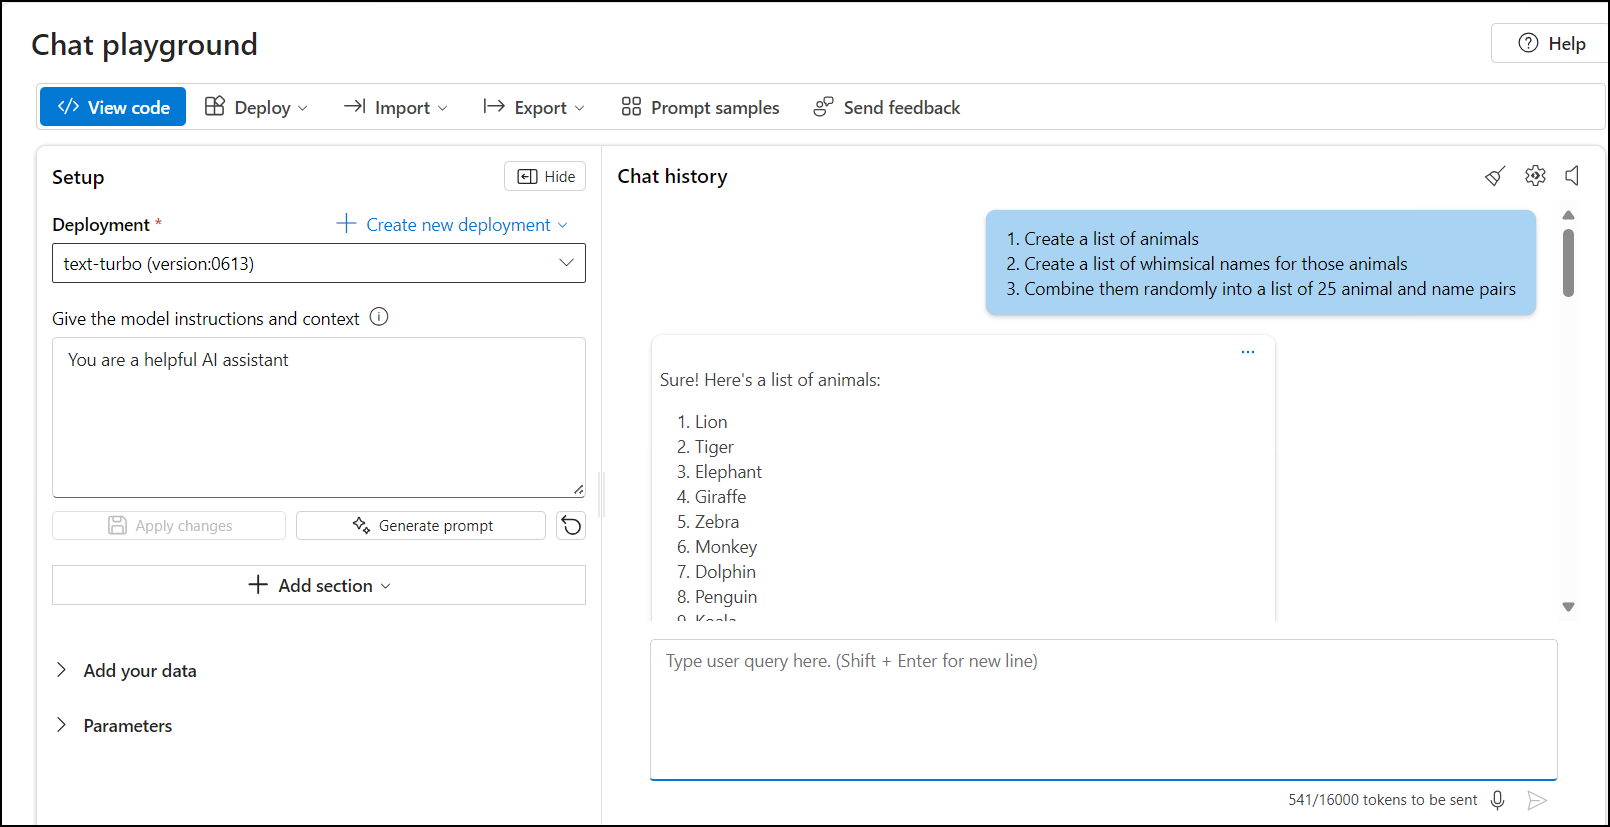 Chat playground
Help
View code
Deploy
Import
Export
Prompt samples
Send feedback
Setup
Hide
Deployment *
Create new deployment
text-turbo (version:0613)
Give the model instructions and context
You are a helpful AI assistant
Apply changes
Generate prompt
Add section
Add your data
Parameters
Chat history
1. Create a list of animals
2. Create a list of whimsical names for those animals
3. Combine them randomly into a list of 25 animal and name pairs
Sure! Here's a list of animals:
1. Lion
2. Tiger
3. Elephant
4. Giraffe
5. Zebra
6. Monkey
7. Dolphin
8. Penguin
9. Koala
Type user query here. (Shift + Enter for new line)
541/16000 tokens to be sent